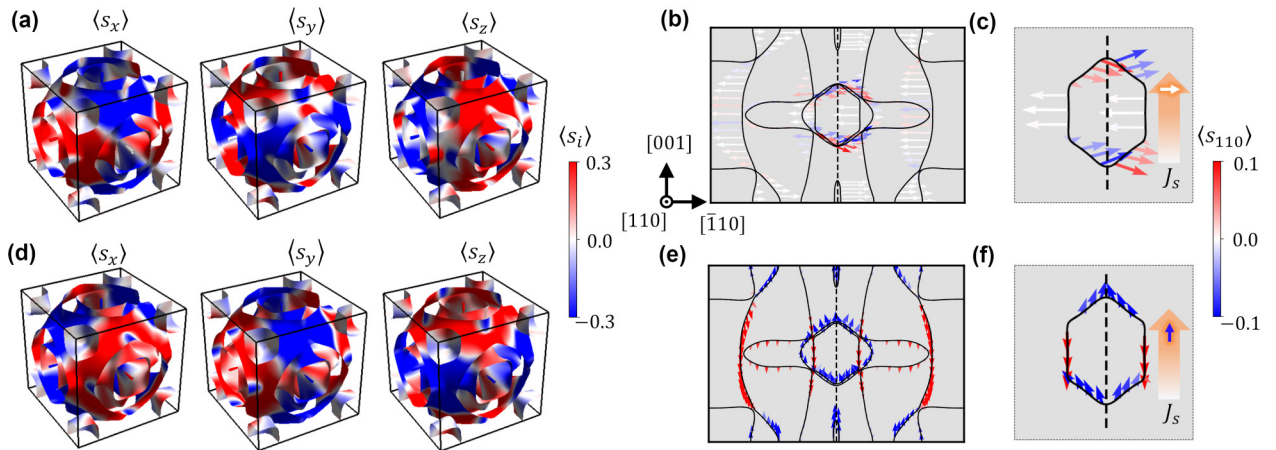 (a)
⟨s_x⟩
⟨s_y⟩
⟨s_z⟩
⟨s_i⟩
0.3
0.0
−0.3
(b)
[001]
[110]
[1̄10]
(c)
J_s
⟨s_110⟩
0.1
0.0
−0.1
(d)
⟨s_x⟩
⟨s_y⟩
⟨s_z⟩
(e)
(f)
J_s